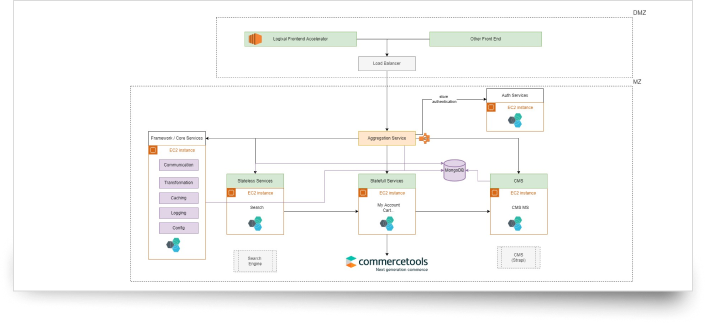 DMZ
Logical Frontend Accelerator
Other Front End
Load Balancer
MZ
store
authentication
Auth Services
EC2 instance
Framework / Core Services
EC2 instance
Aggregation Service
Communication
Transformation
Caching
Logging
Config
MongoDB
Stateless Services
EC2 instance
Search
Statefull Services
EC2 instance
My Account
Cart...
CMS
EC2 instance
CMS MS
Search
Engine
commercetools
Next generation commerce
CMS
(Strapi)